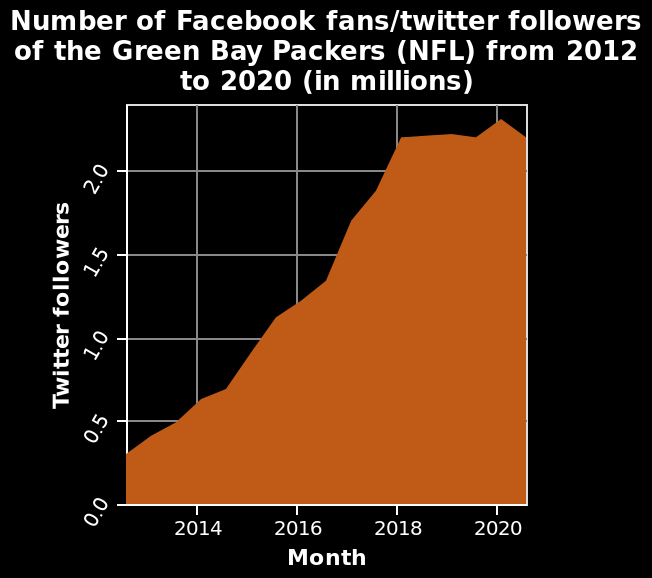 Number of Facebook fans/twitter followers
of the Green Bay Packers (NFL) from 2012
to 2020 (in millions)
2.0
1.5
1.0
0.5
0.0
Twitter followers
2014 2016 2018 2020
Month